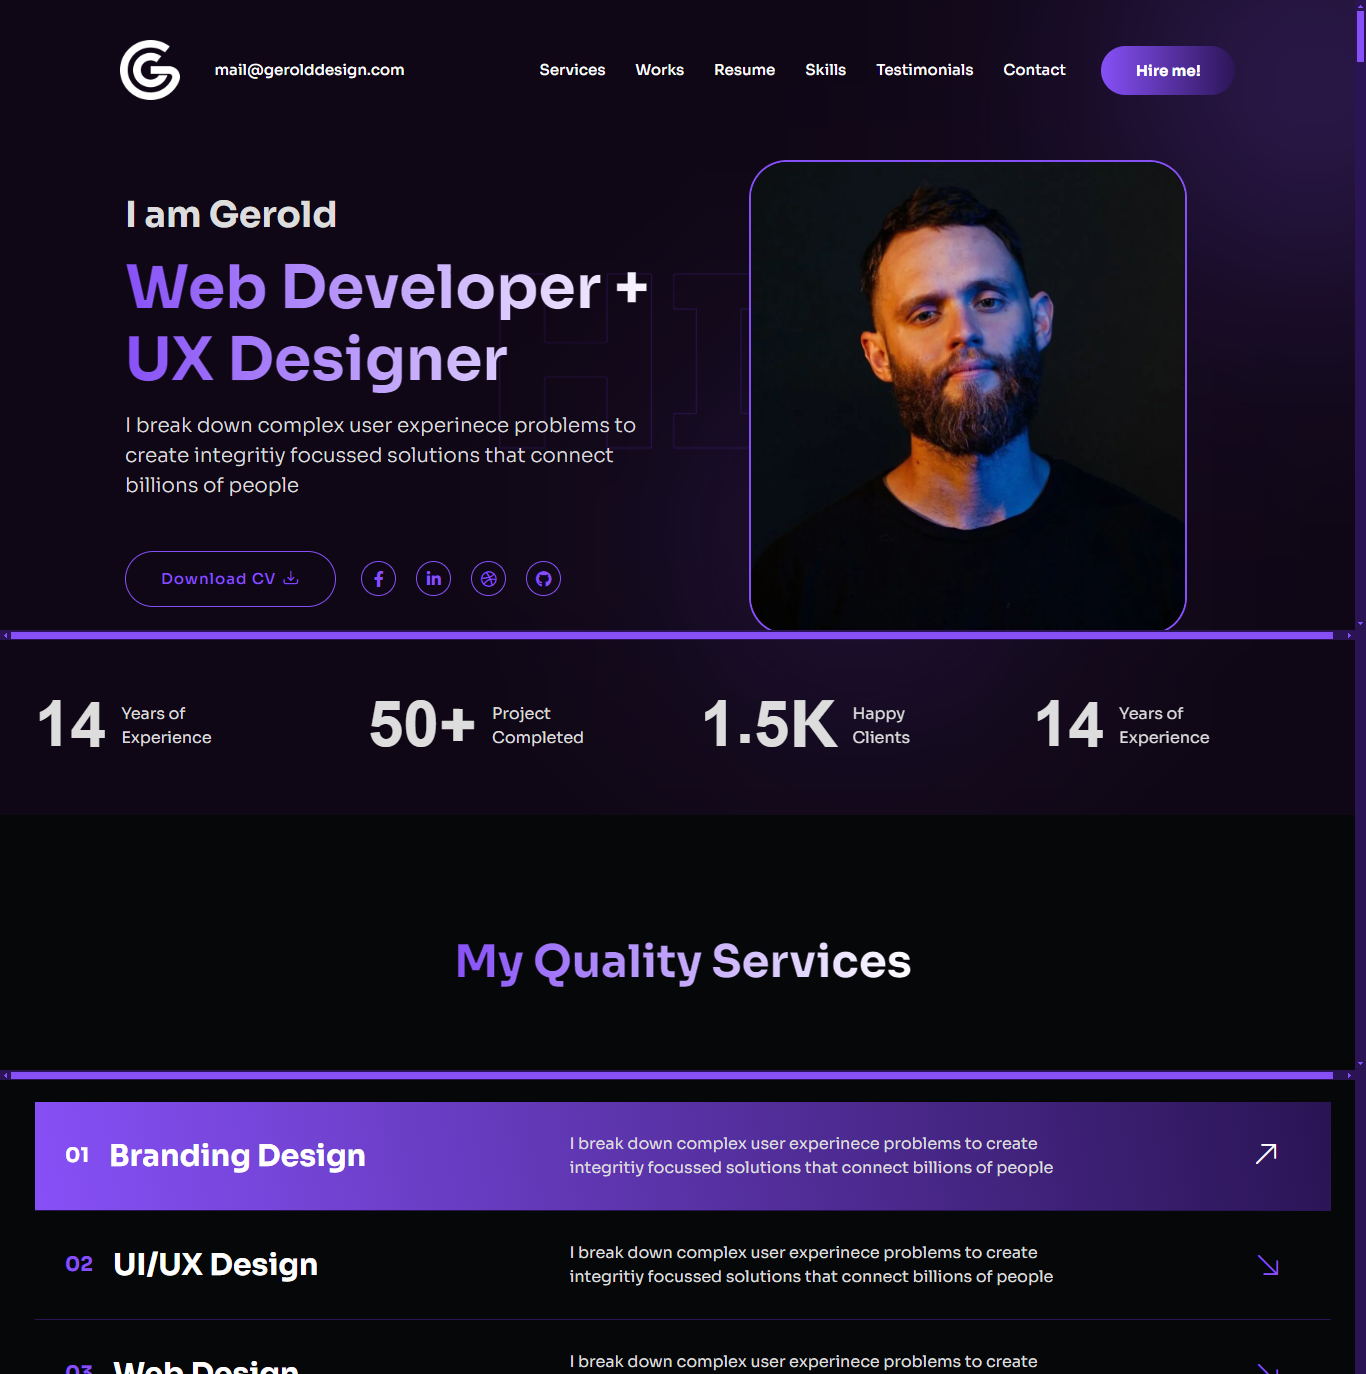 mail@gerolddesign.com
Services Works Resume Skills Testimonials Contact Hire me!
I am Gerold
Web Developer +
UX Designer
HI
I break down complex user experinece problems to
create integritiy focussed solutions that connect
billions of people
Download CV
14 Years of
Experience
50+ Project
Completed
1.5K Happy
Clients
14 Years of
Experience
My Quality Services
01 Branding Design
I break down complex user experinece problems to create
integritiy focussed solutions that connect billions of people
02 UI/UX Design
I break down complex user experinece problems to create
integritiy focussed solutions that connect billions of people
03 Web Design
I break down complex user experinece problems to create